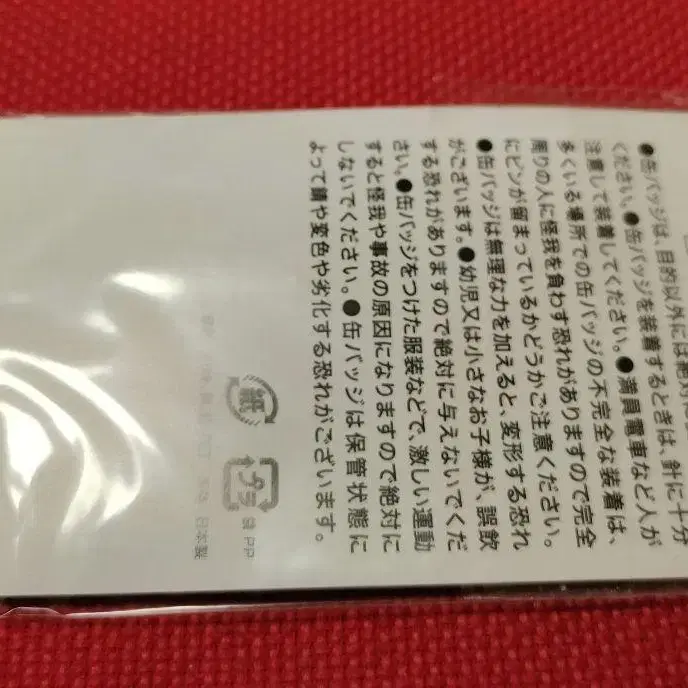 ●缶バッジは、目的以外には絶対に
ください。●缶バッジを装着するときは、針に十分
注意して装着してください。●満員電車など人が
多くいる場所での缶バッジの不完全な装着は、
周りの人に怪我を負わす恐れがありますので完全
にピンが留まっているかどうかご注意ください。
●缶バッジは無理な力を加えると、変形する恐れ
がございます。●幼児又は小さなお子様が、誤飲
する恐れがありますので絶対に与えないでくだ
さい。●缶バッジをつけた服装などで、激しい運動
すると怪我や事故の原因になりますので絶対に
しないでください。●缶バッジは保管状態に
よって錆や変色や劣化する恐れがございます。
紙
プラ
袋:PP
日本製